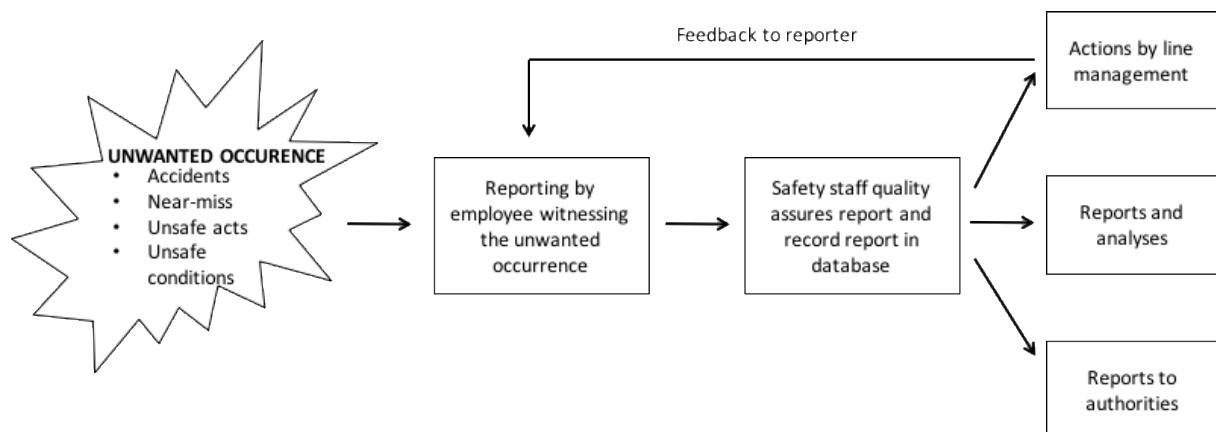 UNWANTED OCCURENCE
• Accidents
• Near-miss
• Unsafe acts
• Unsafe
conditions
Reporting by
employee witnessing
the unwanted
occurrence
Safety staff quality
assures report and
record report in
database
Feedback to reporter
Actions by line
management
Reports and
analyses
Reports to
authorities